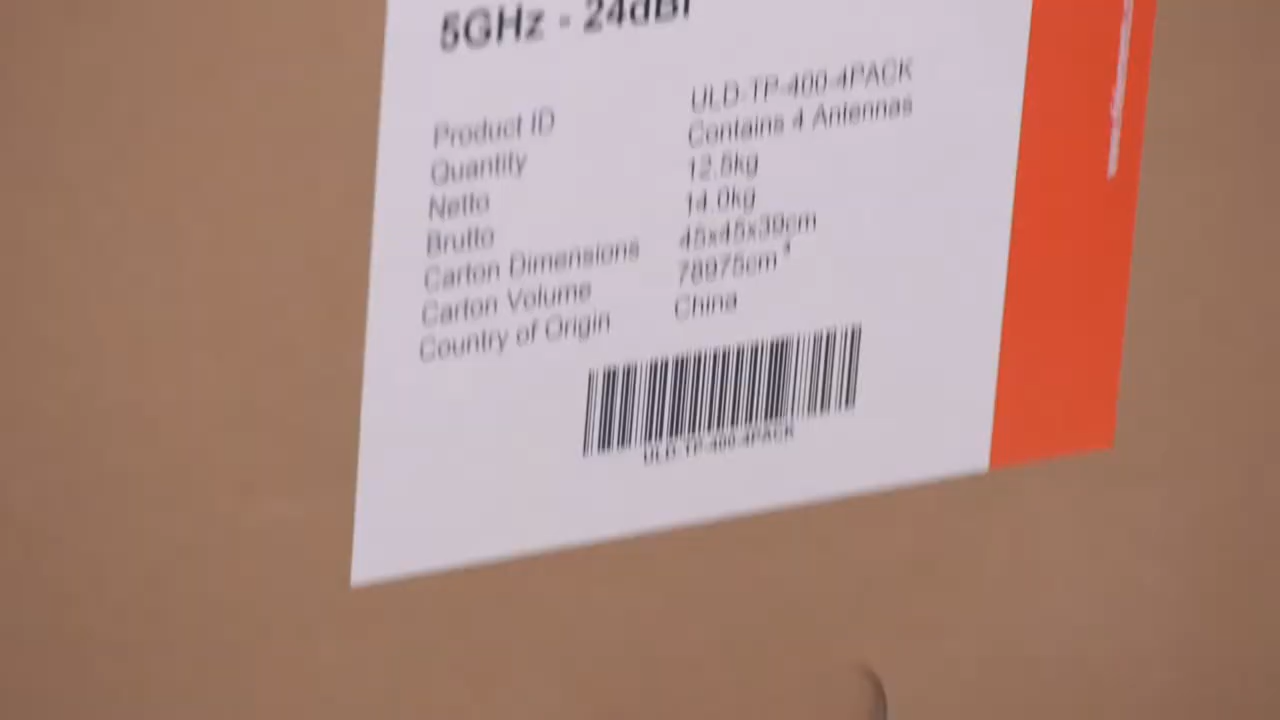 5GHz - 24dBi
Product ID ULD-TP-400-4PACK
Quantity Contains 4 Antennas
Netto 12.5kg
Brutto 14.0kg
Carton Dimensions 45x45x39cm
Carton Volume 78975cm³
Country of Origin China
ULD-TP-400-4PACK